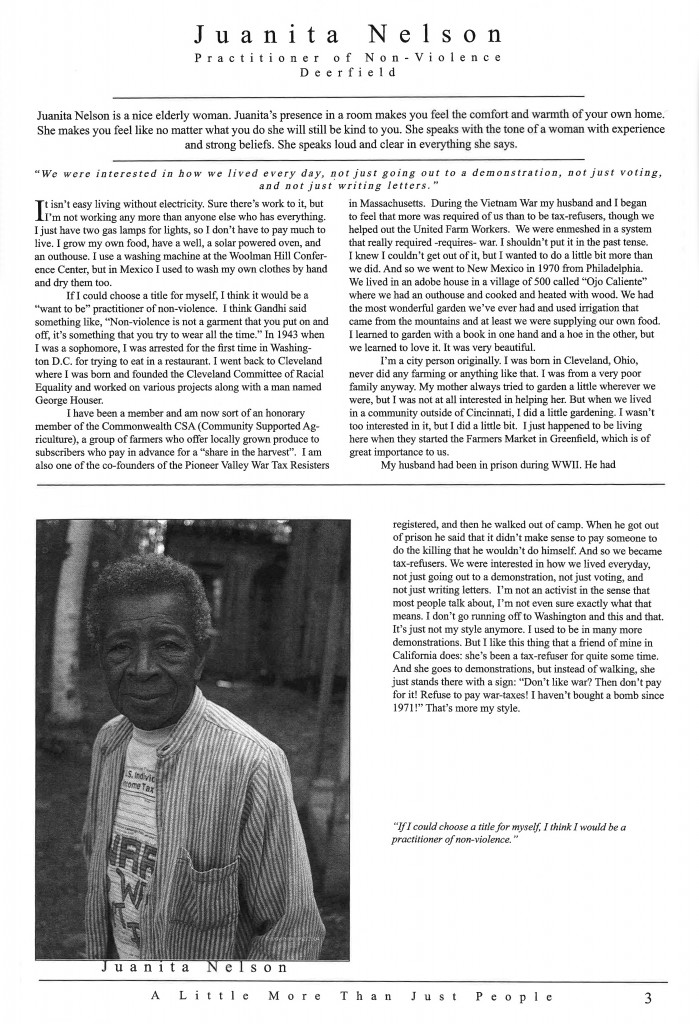 Juanita Nelson
Practitioner of Non-Violence
Deerfield
Juanita Nelson is a nice elderly woman. Juanita's presence in a room makes you feel the comfort and warmth of your own home.
She makes you feel like no matter what you do she will still be kind to you. She speaks with the tone of a woman with experience
and strong beliefs. She speaks loud and clear in everything she says.
"We were interested in how we lived every day, not just going out to a demonstration, not just voting,
and not just writing letters."
It isn't easy living without electricity. Sure there's work to it, but
I'm not working any more than anyone else who has everything.
I just have two gas lamps for lights, so I don't have to pay much to
live. I grow my own food, have a well, a solar powered oven, and
an outhouse. I use a washing machine at the Woolman Hill Confer-
ence Center, but in Mexico I used to wash my own clothes by hand
and dry them too.
If I could choose a title for myself, I think it would be a
"want to be" practitioner of non-violence. I think Gandhi said
something like, "Non-violence is not a garment that you put on and
off, it's something that you try to wear all the time." In 1943 when
I was a sophomore, I was arrested for the first time in Washing-
ton D.C. for trying to eat in a restaurant. I went back to Cleveland
where I was born and founded the Cleveland Committee of Racial
Equality and worked on various projects along with a man named
George Houser.
I have been a member and am now sort of an honorary
member of the Commonwealth CSA (Community Supported Ag-
riculture), a group of farmers who offer locally grown produce to
subscribers who pay in advance for a "share in the harvest". I am
also one of the co-founders of the Pioneer Valley War Tax Resisters
in Massachusetts. During the Vietnam War my husband and I began
to feel that more was required of us than to be tax-refusers, though we
helped out the United Farm Workers. We were enmeshed in a system
that really required -requires- war. I shouldn't put it in the past tense.
I knew I couldn't get out of it, but I wanted to do a little bit more than
we did. And so we went to New Mexico in 1970 from Philadelphia.
We lived in an adobe house in a village of 500 called "Ojo Caliente"
where we had an outhouse and cooked and heated with wood. We had
the most wonderful garden we've ever had and used irrigation that
came from the mountains and at least we were supplying our own food.
I learned to garden with a book in one hand and a hoe in the other, but
we learned to love it. It was very beautiful.
I'm a city person originally. I was born in Cleveland, Ohio,
never did any farming or anything like that. I was from a very poor
family anyway. My mother always tried to garden a little wherever we
were, but I was not at all interested in helping her. But when we lived
in a community outside of Cincinnati, I did a little gardening. I wasn't
too interested in it, but I did a little bit. I just happened to be living
here when they started the Farmers Market in Greenfield, which is of
great importance to us.
My husband had been in prison during WWII. He had
registered, and then he walked out of camp. When he got out
of prison he said that it didn't make sense to pay someone to
do the killing that he wouldn't do himself. And so we became
tax-refusers. We were interested in how we lived everyday,
not just going out to a demonstration, not just voting, and
not just writing letters. I'm not an activist in the sense that
most people talk about, I'm not even sure exactly what that
means. I don't go running off to Washington and this and that.
It's just not my style anymore. I used to be in many more
demonstrations. But I like this thing that a friend of mine in
California does: she's been a tax-refuser for quite some time.
And she goes to demonstrations, but instead of walking, she
just stands there with a sign: "Don't like war? Then don't pay
for it! Refuse to pay war-taxes! I haven't bought a bomb since
1971!" That's more my style.
"If I could choose a title for myself, I think I would be a
practitioner of non-violence."
.S. Individ
ome Tax
Juanita Nelson
A Little More Than Just People
3